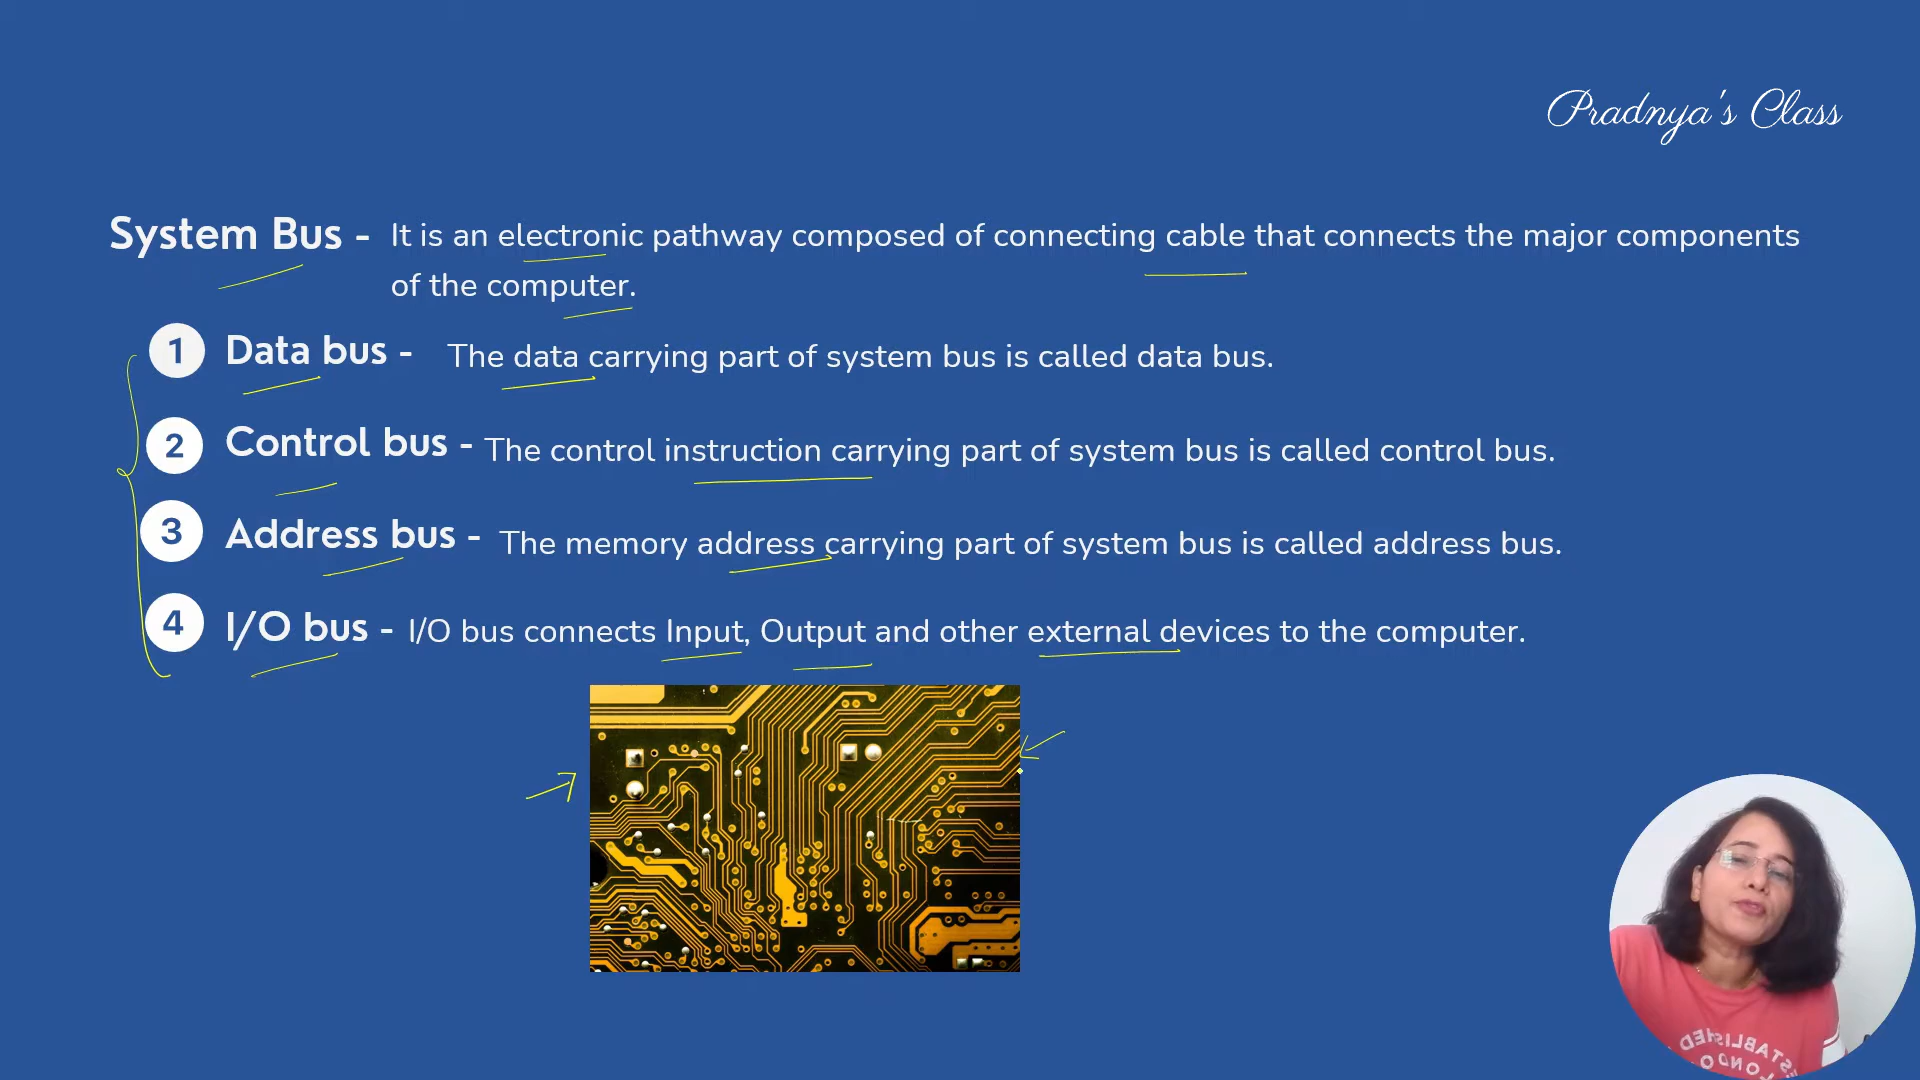 Pradnya's Class
System Bus - It is an electronic pathway composed of connecting cable that connects the major components
of the computer.
1 Data bus - The data carrying part of system bus is called data bus.
2 Control bus - The control instruction carrying part of system bus is called control bus.
3 Address bus - The memory address carrying part of system bus is called address bus.
4 I/O bus - I/O bus connects Input, Output and other external devices to the computer.
ESTABLISHED
LONDO